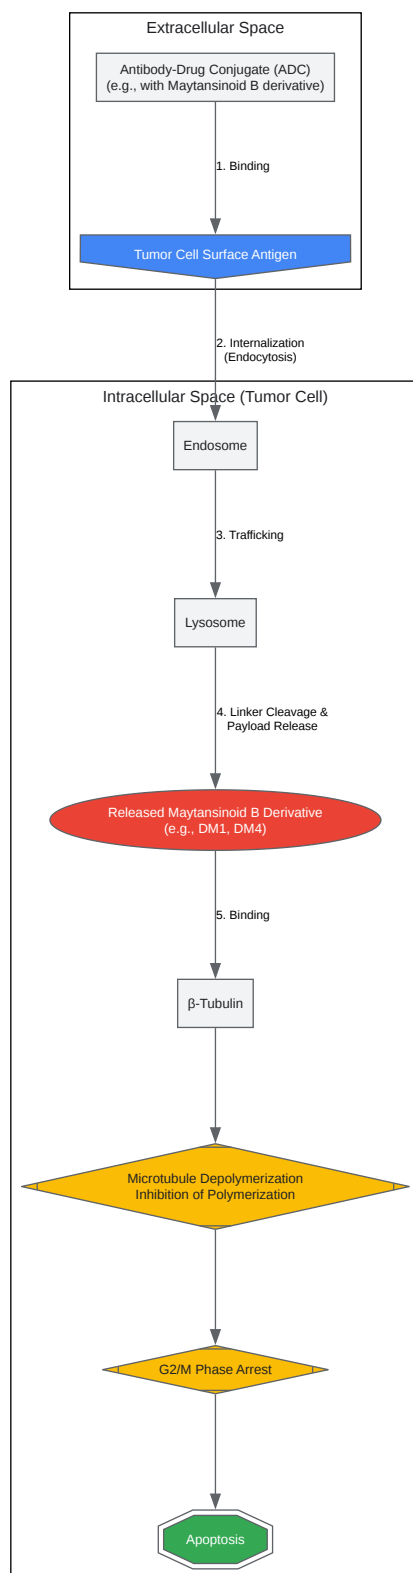 Extracellular Space
Antibody-Drug Conjugate (ADC)
(e.g., with Maytansinoid B derivative)
1. Binding
Tumor Cell Surface Antigen
2. Internalization
(Endocytosis)
Intracellular Space (Tumor Cell)
Endosome
3. Trafficking
Lysosome
4. Linker Cleavage &
Payload Release
Released Maytansinoid B Derivative
(e.g., DM1, DM4)
5. Binding
β-Tubulin
Microtubule Depolymerization
Inhibition of Polymerization
G2/M Phase Arrest
Apoptosis